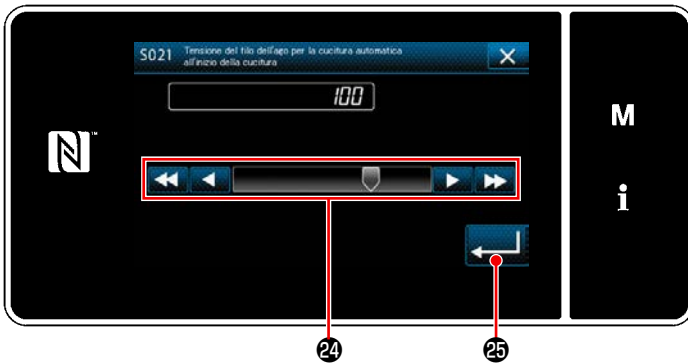 S021 Tensione del filo dell'ago per la cucitura automatica
all'inizio della cucitura
100
M
i
24 25